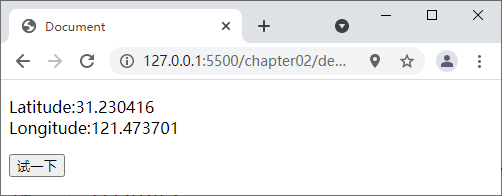 Document
127.0.0.1:5500/chapter02/de...
Latitude:31.230416
Longitude:121.473701
试一下